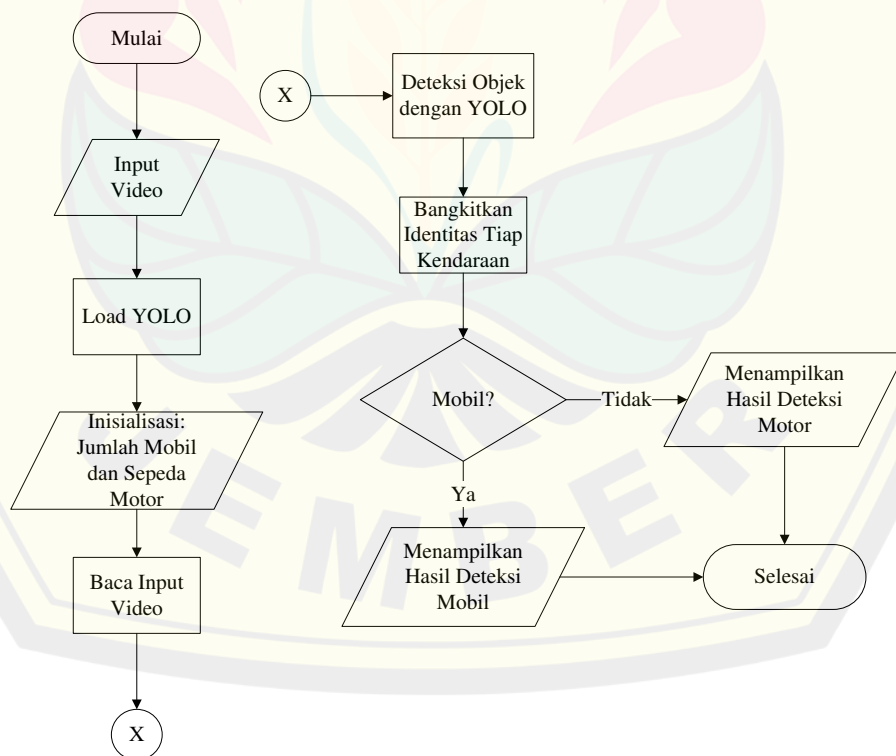 Mulai
Input
Video
Load YOLO
Inisialisasi:
Jumlah Mobil
dan Sepeda
Motor
Baca Input
Video
X
X
Deteksi Objek
dengan YOLO
Bangkitkan
Identitas Tiap
Kendaraan
Mobil?
Tidak
Menampilkan
Hasil Deteksi
Motor
Ya
Menampilkan
Hasil Deteksi
Mobil
Selesai
EMBER